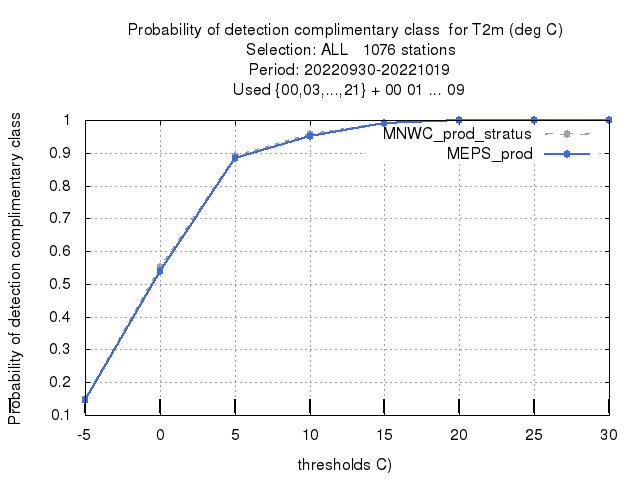 Probability of detection complimentary class  for T2m (deg C)
Selection: ALL   1076 stations
Period: 20220930-20221019
Used {00,03,...,21} + 00 01 ... 09
Probability of detection complimentary class
MNWC_prod_stratus
MEPS_prod
1
0.9
0.8
0.7
0.6
0.5
0.4
0.3
0.2
0.1
-5
0
5
10
15
20
25
30
thresholds C)